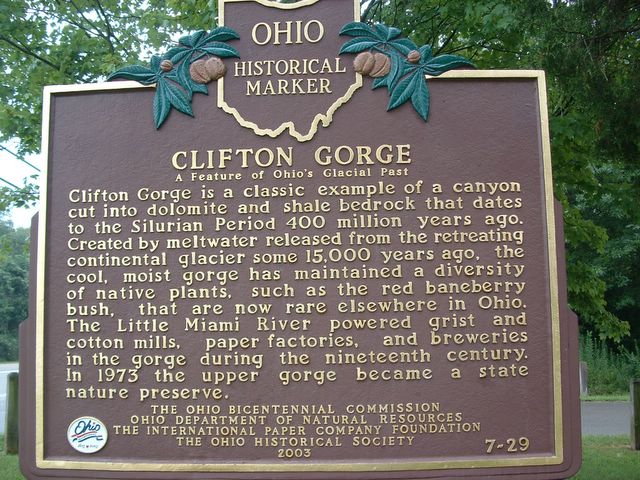 OHIO
HISTORICAL
MARKER
CLIFTON GORGE
A Feature of Ohio's Glacial Past
Clifton Gorge is a classic example of a canyon
cut into dolomite and shale bedrock that dates
to the Silurian Period 400 million years ago.
Created by meltwater released from the retreating
continental glacier some 15,000 years ago, the
cool, moist gorge has maintained a diversity
of native plants, such as the red baneberry
bush, that are now rare elsewhere in Ohio.
The Little Miami River powered grist and
cotton mills, paper factories, and breweries
in the gorge during the nineteenth century.
In 1973 the upper gorge became a state
nature preserve.
THE OHIO BICENTENNIAL COMMISSION
OHIO DEPARTMENT OF NATURAL RESOURCES
THE INTERNATIONAL PAPER COMPANY FOUNDATION
THE OHIO HISTORICAL SOCIETY
2003
Ohio
7-29